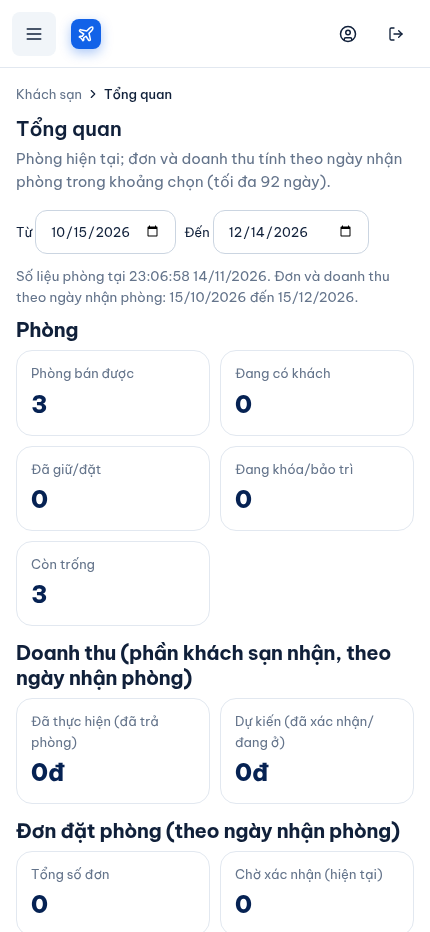 Khách sạn > Tổng quan
Tổng quan
Phòng hiện tại; đơn và doanh thu tính theo ngày nhận
phòng trong khoảng chọn (tối đa 92 ngày).
Từ 10/15/2026 Đến 12/14/2026
Số liệu phòng tại 23:06:58 14/11/2026. Đơn và doanh thu
theo ngày nhận phòng: 15/10/2026 đến 15/12/2026.
Phòng
Phòng bán được
3
Đang có khách
0
Đã giữ/đặt
0
Đang khóa/bảo trì
0
Còn trống
3
Doanh thu (phần khách sạn nhận, theo
ngày nhận phòng)
Đã thực hiện (đã trả
phòng)
0đ
Dự kiến (đã xác nhận/
đang ở)
0đ
Đơn đặt phòng (theo ngày nhận phòng)
Tổng số đơn
0
Chờ xác nhận (hiện tại)
0